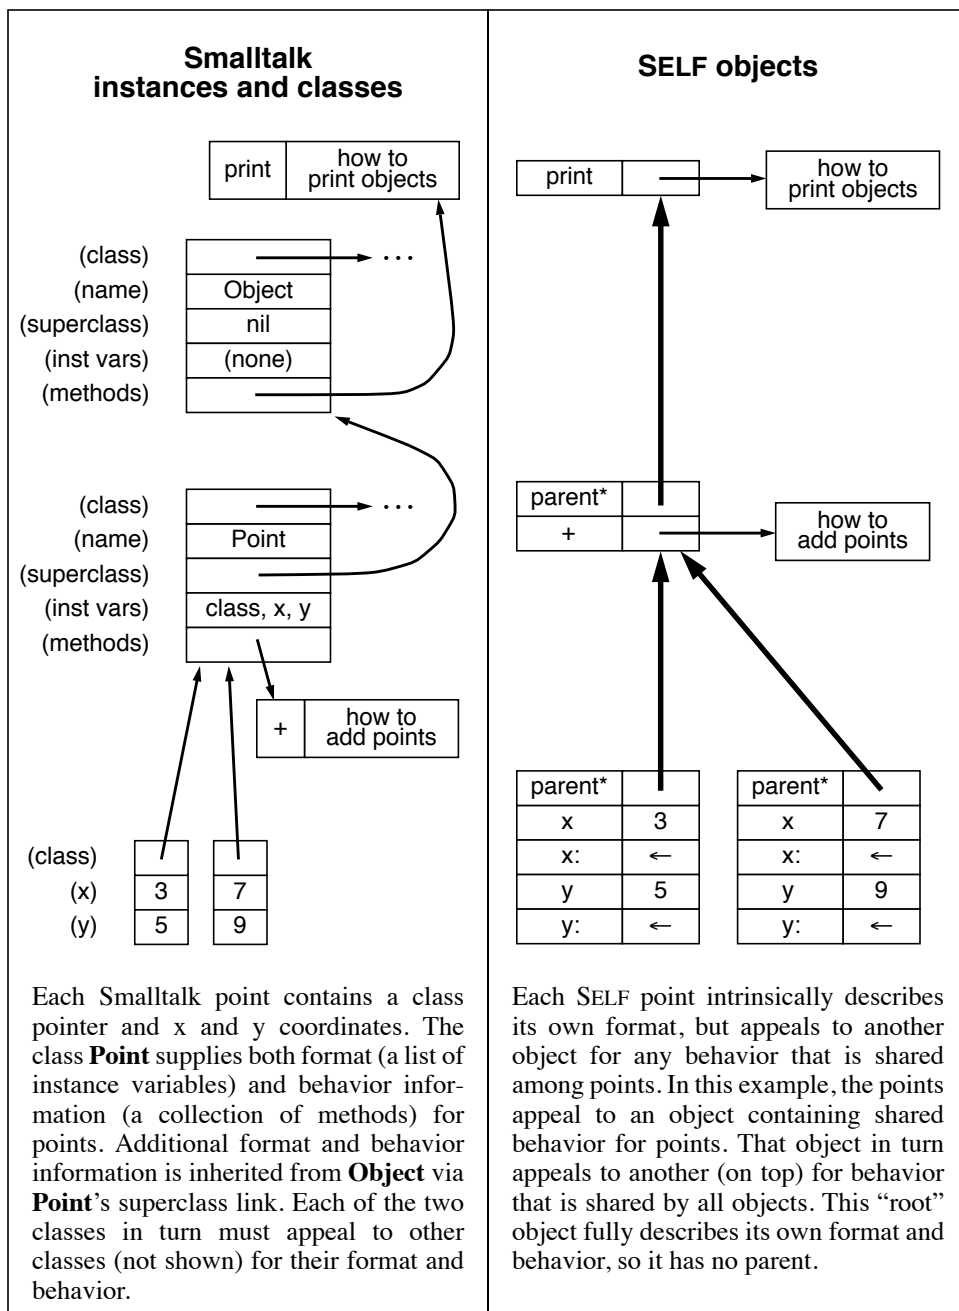 Smalltalk
instances and classes
print
how to
print objects
(class)
...
(name)
Object
(superclass)
nil
(inst vars)
(none)
(methods)
(class)
...
(name)
Point
(superclass)
(inst vars)
class, x, y
(methods)
+
how to
add points
(class)
(x)
3
7
(y)
5
9
Each Smalltalk point contains a class
pointer and x and y coordinates. The
class Point supplies both format (a list of
instance variables) and behavior infor-
mation (a collection of methods) for
points. Additional format and behavior
information is inherited from Object via
Point’s superclass link. Each of the two
classes in turn must appeal to other
classes (not shown) for their format and
behavior.
SELF objects
print
how to
print objects
parent*
+
how to
add points
parent*
x
3
x:
←
y
5
y:
←
parent*
x
7
x:
←
y
9
y:
←
Each SELF point intrinsically describes
its own format, but appeals to another
object for any behavior that is shared
among points. In this example, the points
appeal to an object containing shared
behavior for points. That object in turn
appeals to another (on top) for behavior
that is shared by all objects. This “root”
object fully describes its own format and
behavior, so it has no parent.